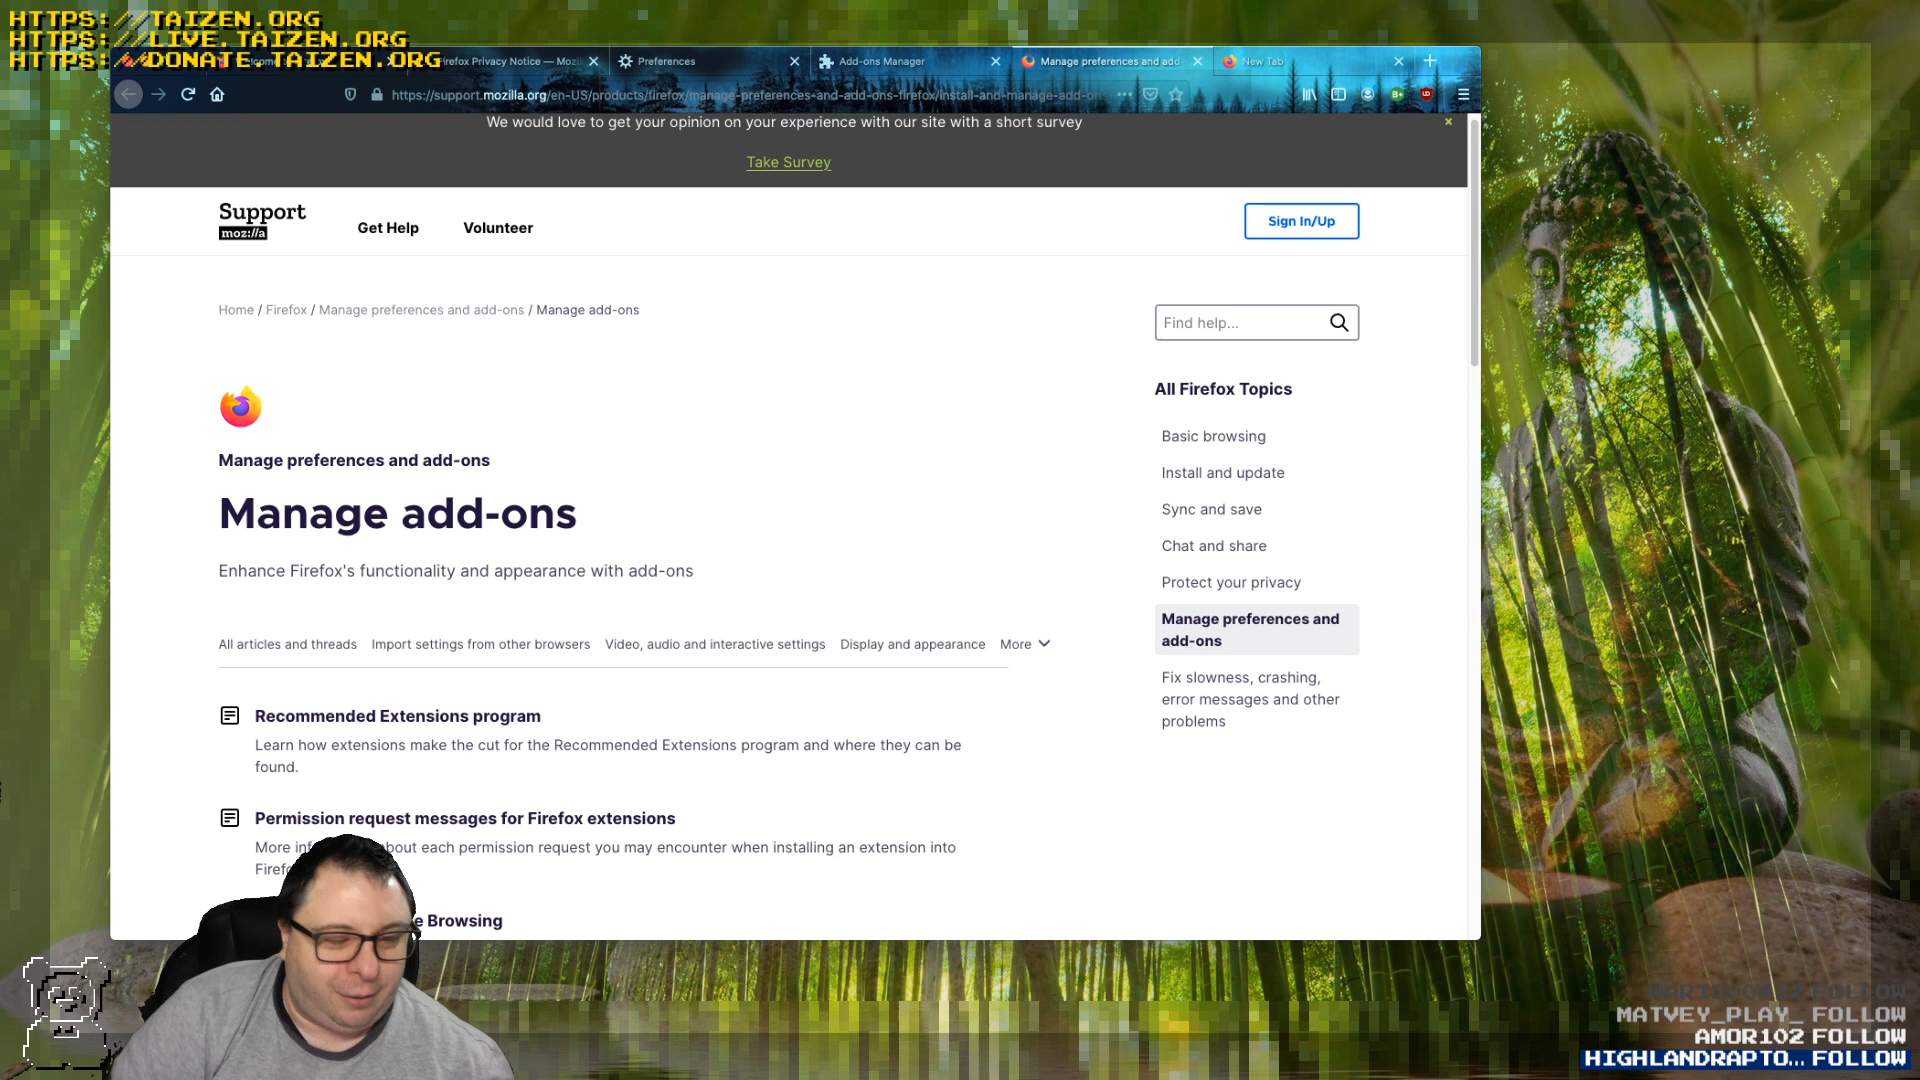 HTTPS://TAIZEN.ORG
HTTPS://LIVE.TAIZEN.ORG
HTTPS://DONATE.TAIZEN.ORG
irefox Privacy Notice — Mozi
Preferences
Add-ons Manager
Manage preferences and add-
New Tab
https://support.mozilla.org/en-US/products/firefox/manage-preferences-and-add-ons-firefox/install-and-manage-add-on
We would love to get your opinion on your experience with our site with a short survey
Take Survey
Support
moz://a
Get Help
Volunteer
Sign In/Up
Home / Firefox / Manage preferences and add-ons / Manage add-ons
Find help...
All Firefox Topics
Basic browsing
Install and update
Sync and save
Chat and share
Protect your privacy
Manage preferences and
add-ons
Fix slowness, crashing,
error messages and other
problems
Manage preferences and add-ons
Manage add-ons
Enhance Firefox's functionality and appearance with add-ons
All articles and threads
Import settings from other browsers
Video, audio and interactive settings
Display and appearance
More
Recommended Extensions program
Learn how extensions make the cut for the Recommended Extensions program and where they can be
found.
Permission request messages for Firefox extensions
More in bout each permission request you may encounter when installing an extension into
Firefo
e Browsing
FOLLOW
MATVEY_PLAY_ FOLLOW
AMOR102 FOLLOW
HIGHLANDRAPTO... FOLLOW